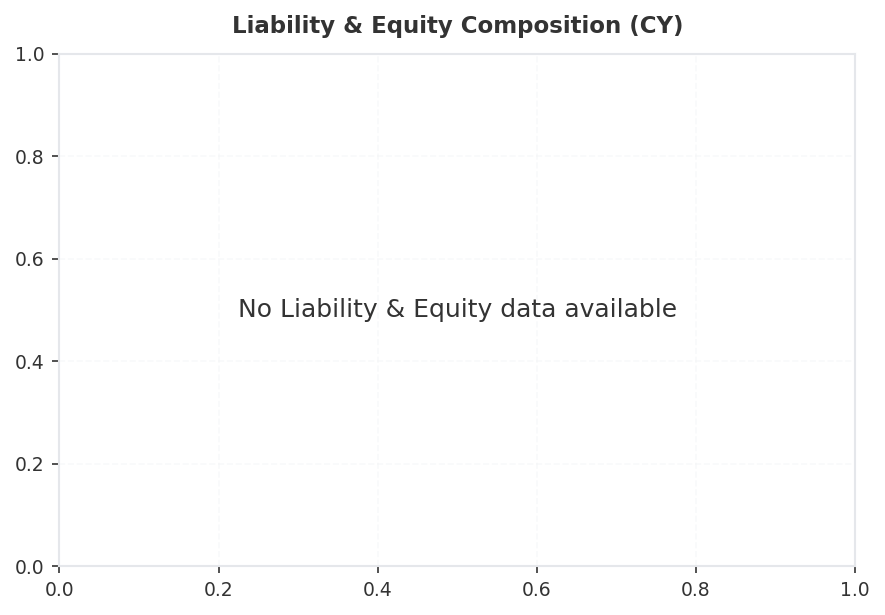 Liability & Equity Composition (CY)
1.0
0.8
0.6
No Liability & Equity data available
0.4
0.2
0.0
0.0 0.2 0.4 0.6 0.8 1.0